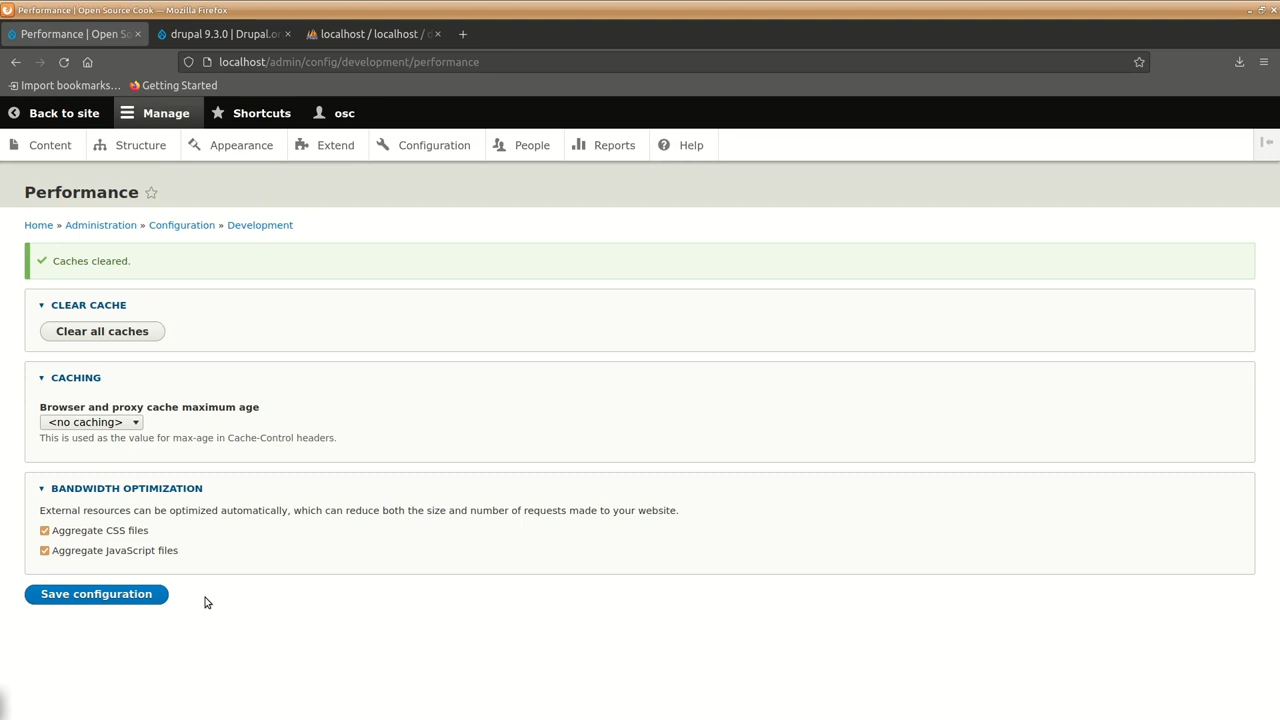 Performance | Open Source Cook — Mozilla Firefox
Performance | Open S
drupal 9.3.0 | Drupal.or
localhost / localhost / d
localhost/admin/config/development/performance
Import bookmarks...
Getting Started
Back to site
Manage
Shortcuts
osc
Content
Structure
Appearance
Extend
Configuration
People
Reports
Help
Performance
Home » Administration » Configuration » Development
Caches cleared.
CLEAR CACHE
Clear all caches
CACHING
Browser and proxy cache maximum age
<no caching>
This is used as the value for max-age in Cache-Control headers.
BANDWIDTH OPTIMIZATION
External resources can be optimized automatically, which can reduce both the size and number of requests made to your website.
Aggregate CSS files
Aggregate JavaScript files
Save configuration